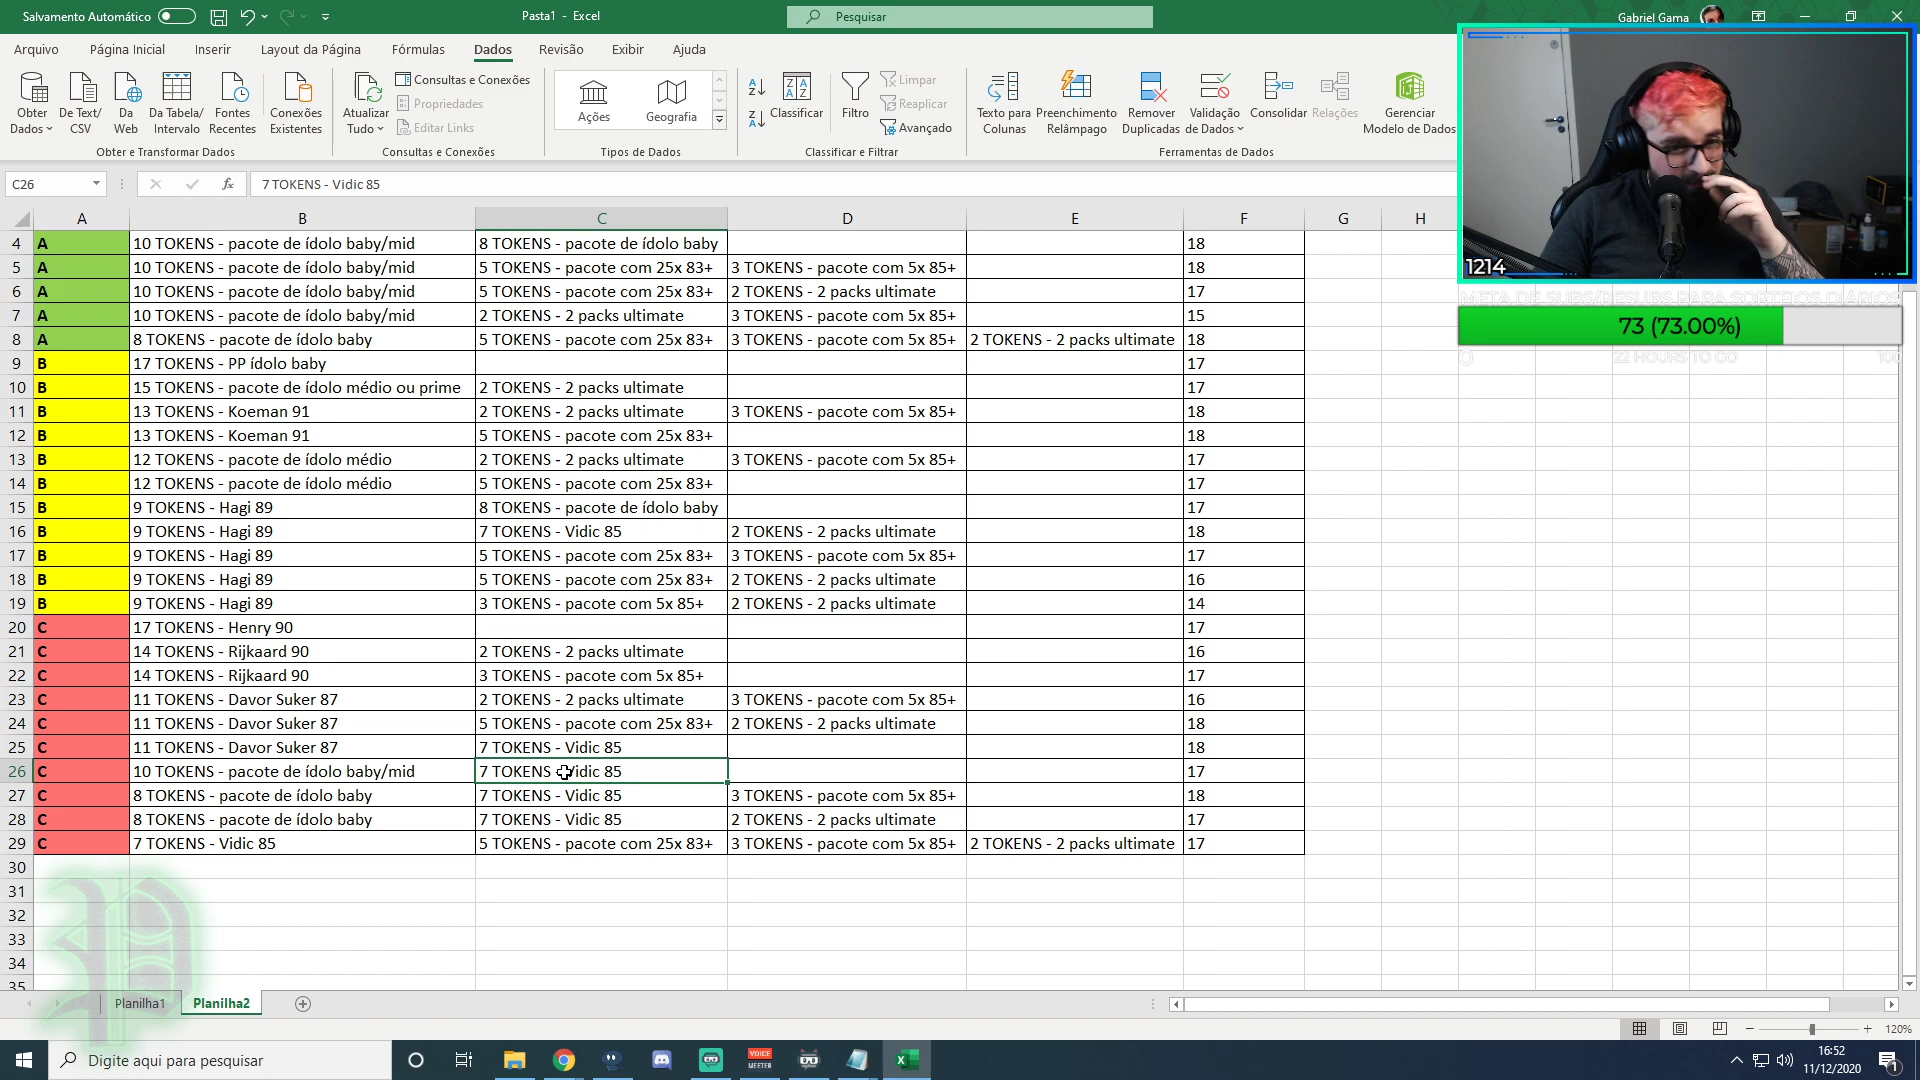 Salvamento Automático
Pasta1 - Excel
Pesquisar
Gabriel Gama
Arquivo Página Inicial Inserir Layout da Página Fórmulas Dados Revisão Exibir Ajuda
Obter Dados
De Text/CSV
Da Web
Da Tabela/Intervalo
Fontes Recentes
Conexões Existentes
Obter e Transformar Dados
Atualizar Tudo
Consultas e Conexões
Propriedades
Editar Links
Consultas e Conexões
Ações
Geografia
Tipos de Dados
Classificar
Filtro
Limpar
Reaplicar
Avançado
Classificar e Filtrar
Texto para Colunas
Preenchimento Relâmpago
Remover Duplicadas
Validação de Dados
Consolidar
Relações
Gerenciar Modelo de Dados
Ferramentas de Dados
1214
META DE SUBS/RESUBS PARA SORTEIOS DIÁRIOS
73 (73.00%)
0 22 HOURS TO GO 100
C26 fx 7 TOKENS - Vidic 85
A B C D E F G H
4 A 10 TOKENS - pacote de ídolo baby/mid 8 TOKENS - pacote de ídolo baby 18
5 A 10 TOKENS - pacote de ídolo baby/mid 5 TOKENS - pacote com 25x 83+ 3 TOKENS - pacote com 5x 85+ 18
6 A 10 TOKENS - pacote de ídolo baby/mid 5 TOKENS - pacote com 25x 83+ 2 TOKENS - 2 packs ultimate 17
7 A 10 TOKENS - pacote de ídolo baby/mid 2 TOKENS - 2 packs ultimate 3 TOKENS - pacote com 5x 85+ 15
8 A 8 TOKENS - pacote de ídolo baby 5 TOKENS - pacote com 25x 83+ 3 TOKENS - pacote com 5x 85+ 2 TOKENS - 2 packs ultimate 18
9 B 17 TOKENS - PP ídolo baby 17
10 B 15 TOKENS - pacote de ídolo médio ou prime 2 TOKENS - 2 packs ultimate 17
11 B 13 TOKENS - Koeman 91 2 TOKENS - 2 packs ultimate 3 TOKENS - pacote com 5x 85+ 18
12 B 13 TOKENS - Koeman 91 5 TOKENS - pacote com 25x 83+ 18
13 B 12 TOKENS - pacote de ídolo médio 2 TOKENS - 2 packs ultimate 3 TOKENS - pacote com 5x 85+ 17
14 B 12 TOKENS - pacote de ídolo médio 5 TOKENS - pacote com 25x 83+ 17
15 B 9 TOKENS - Hagi 89 8 TOKENS - pacote de ídolo baby 17
16 B 9 TOKENS - Hagi 89 7 TOKENS - Vidic 85 2 TOKENS - 2 packs ultimate 18
17 B 9 TOKENS - Hagi 89 5 TOKENS - pacote com 25x 83+ 3 TOKENS - pacote com 5x 85+ 17
18 B 9 TOKENS - Hagi 89 5 TOKENS - pacote com 25x 83+ 2 TOKENS - 2 packs ultimate 16
19 B 9 TOKENS - Hagi 89 3 TOKENS - pacote com 5x 85+ 2 TOKENS - 2 packs ultimate 14
20 C 17 TOKENS - Henry 90 17
21 C 14 TOKENS - Rijkaard 90 2 TOKENS - 2 packs ultimate 16
22 C 14 TOKENS - Rijkaard 90 3 TOKENS - pacote com 5x 85+ 17
23 C 11 TOKENS - Davor Suker 87 2 TOKENS - 2 packs ultimate 3 TOKENS - pacote com 5x 85+ 16
24 C 11 TOKENS - Davor Suker 87 5 TOKENS - pacote com 25x 83+ 2 TOKENS - 2 packs ultimate 18
25 C 11 TOKENS - Davor Suker 87 7 TOKENS - Vidic 85 18
26 C 10 TOKENS - pacote de ídolo baby/mid 7 TOKENS - Vidic 85 17
27 C 8 TOKENS - pacote de ídolo baby 7 TOKENS - Vidic 85 3 TOKENS - pacote com 5x 85+ 18
28 C 8 TOKENS - pacote de ídolo baby 7 TOKENS - Vidic 85 2 TOKENS - 2 packs ultimate 17
29 C 7 TOKENS - Vidic 85 5 TOKENS - pacote com 25x 83+ 3 TOKENS - pacote com 5x 85+ 2 TOKENS - 2 packs ultimate 17
30
31
32
33
34
35
P
Planilha1 Planilha2
120%
Digite aqui para pesquisar
VOICE MEETER
16:52
11/12/2020
1